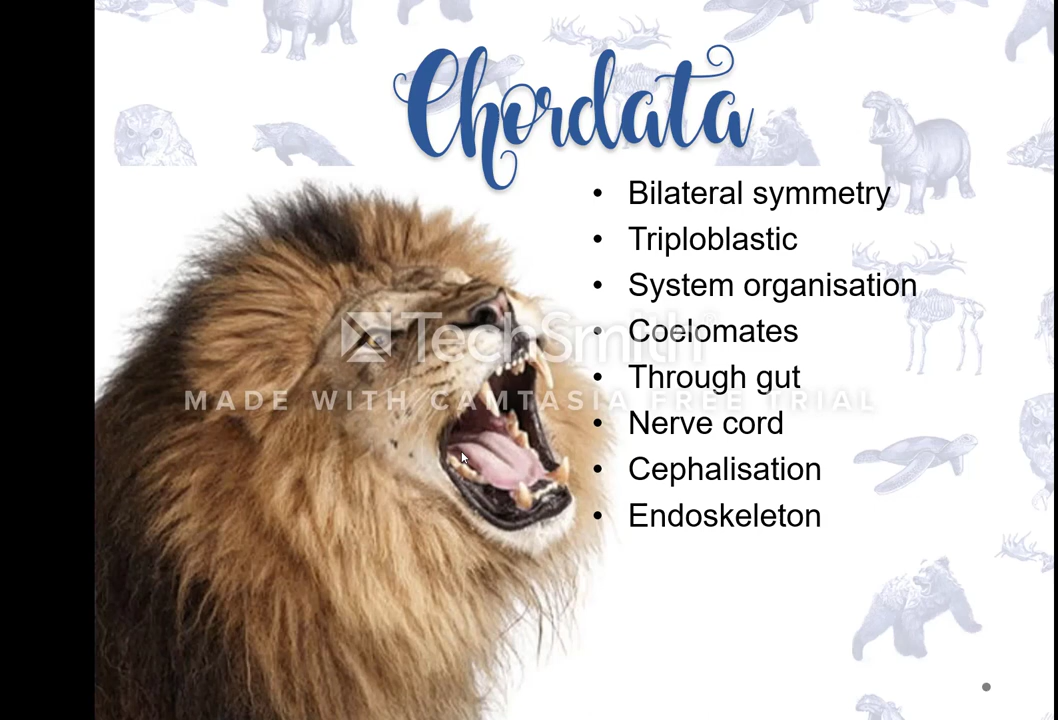 Chordata
• Bilateral symmetry
• Triploblastic
• System organisation
• Coelomates
• Through gut
• Nerve cord
• Cephalisation
• Endoskeleton
TechSmith®
MADE WITH CAMTASIA FREE TRIAL